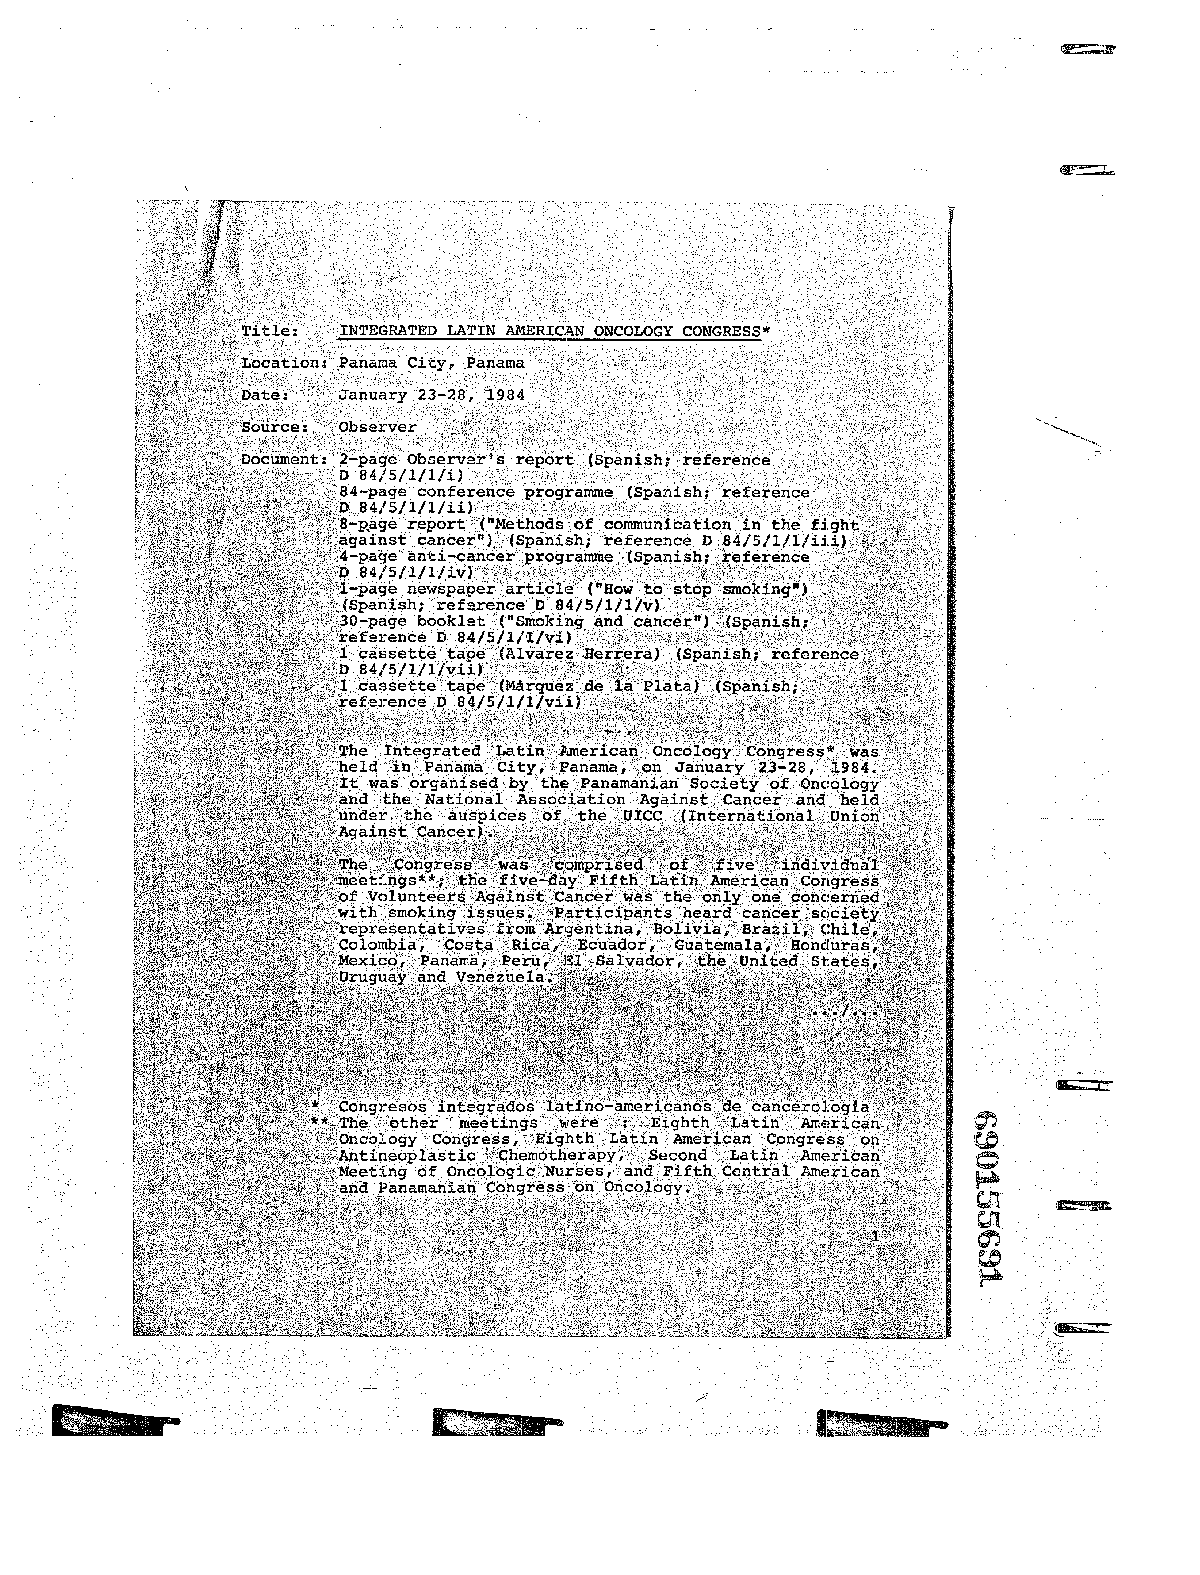 Title: INTEGRATED LATIN AMERICAN ONCOLOGY CONGRESS*
Location: Panama City, Panama
Date: January 23-28, 1984
Source: Observer
Document: 2-page Observer's report (Spanish; reference
D 84/5/1/1/i)
84-page conference programme (Spanish; reference
D 84/5/1/1/ii)
8-page report ("Methods of communication in the fight
against cancer") (Spanish; reference D 84/5/1/1/iii)
4-page anti-cancer programme (Spanish; reference
D 84/5/1/1/iv)
1-page newspaper article ("How to stop smoking")
(Spanish; reference D 84/5/1/1/v)
30-page booklet ("Smoking and cancer") (Spanish;
reference D 84/5/1/1/vi)
1 cassette tape (Alvarez Herrera) (Spanish; reference
D 84/5/1/1/vii)
1 cassette tape (Márquez de la Plata) (Spanish;
reference D 84/5/1/1/vii)
The Integrated Latin American Oncology Congress* was
held in Panama City, Panama, on January 23-28, 1984.
It was organised by the Panamanian Society of Oncology
and the National Association Against Cancer and held
under the auspices of the UICC (International Union
Against Cancer).
The Congress was comprised of five individual
meetings**; the five-day Fifth Latin American Congress
of Volunteers Against Cancer was the only one concerned
with smoking issues. Participants heard cancer society
representatives from Argentina, Bolivia, Brazil, Chile,
Colombia, Costa Rica, Ecuador, Guatemala, Honduras,
Mexico, Panama, Peru, El Salvador, the United States,
Uruguay and Venezuela.
.../...
* Congresos integrados latino-americanos de cancerologia
** The other meetings were : Eighth Latin American
Oncology Congress, Eighth Latin American Congress on
Antineoplastic Chemotherapy, Second Latin American
Meeting of Oncologic Nurses, and Fifth Central American
and Panamanian Congress on Oncology.
1
690155691